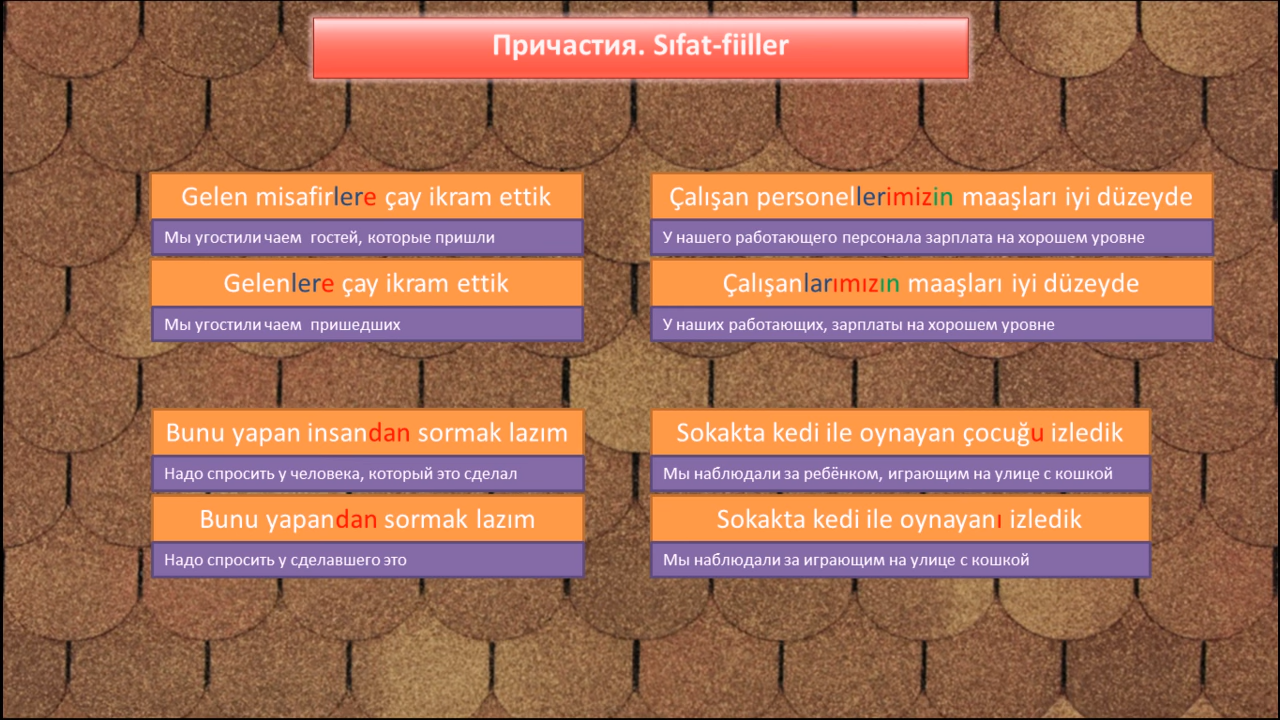 Причастия. Sıfat-fiiller
Gelen misafirlere çay ikram ettik
Мы угостили чаем гостей, которые пришли
Gelenlere çay ikram ettik
Мы угостили чаем пришедших
Çalışan personellerimizin maaşları iyi düzeyde
У нашего работающего персонала зарплата на хорошем уровне
Çalışanlarımızın maaşları iyi düzeyde
У наших работающих, зарплаты на хорошем уровне
Bunu yapan insandan sormak lazım
Надо спросить у человека, который это сделал
Bunu yapandan sormak lazım
Надо спросить у сделавшего это
Sokakta kedi ile oynayan çocuğu izledik
Мы наблюдали за ребёнком, играющим на улице с кошкой
Sokakta kedi ile oynayanı izledik
Мы наблюдали за играющим на улице с кошкой